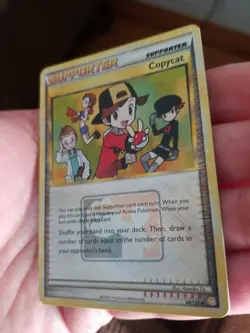 SUPPORTER
SUPPORTER
Copycat
You can play only one Supporter card each turn. When you
play this card, put it next to your Active Pokémon. When your
turn ends, discard this card.
Shuffle your hand into your deck. Then, draw a
number of cards equal to the number of cards in
your opponent's hand.